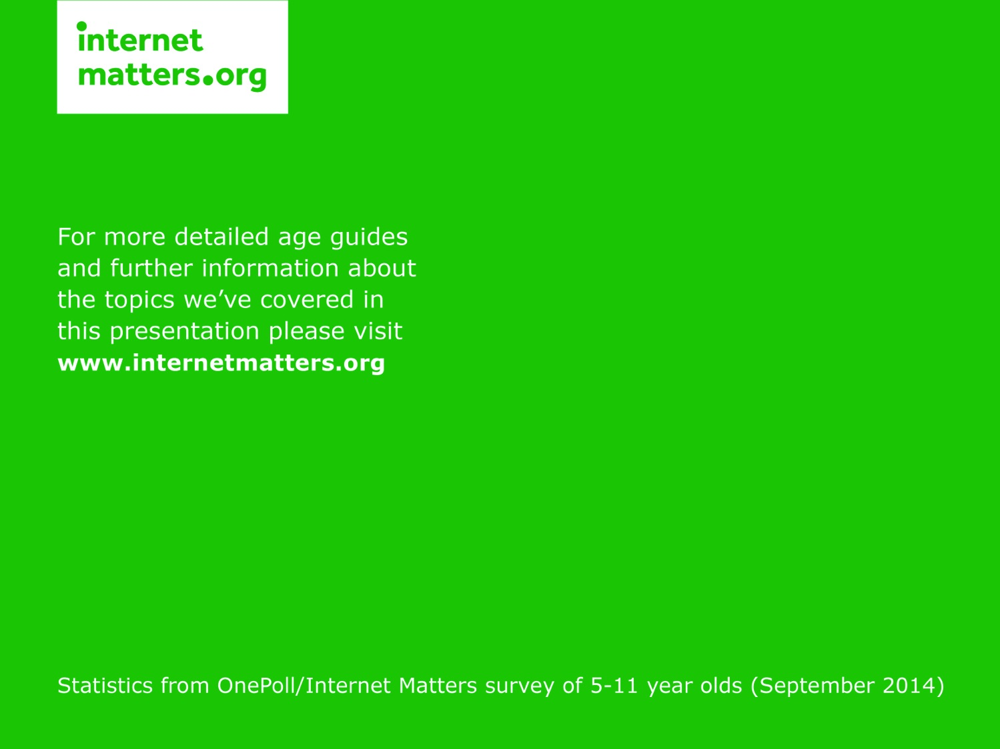 internet
matters.org
For more detailed age guides
and further information about
the topics we’ve covered in
this presentation please visit
www.internetmatters.org
Statistics from OnePoll/Internet Matters survey of 5-11 year olds (September 2014)